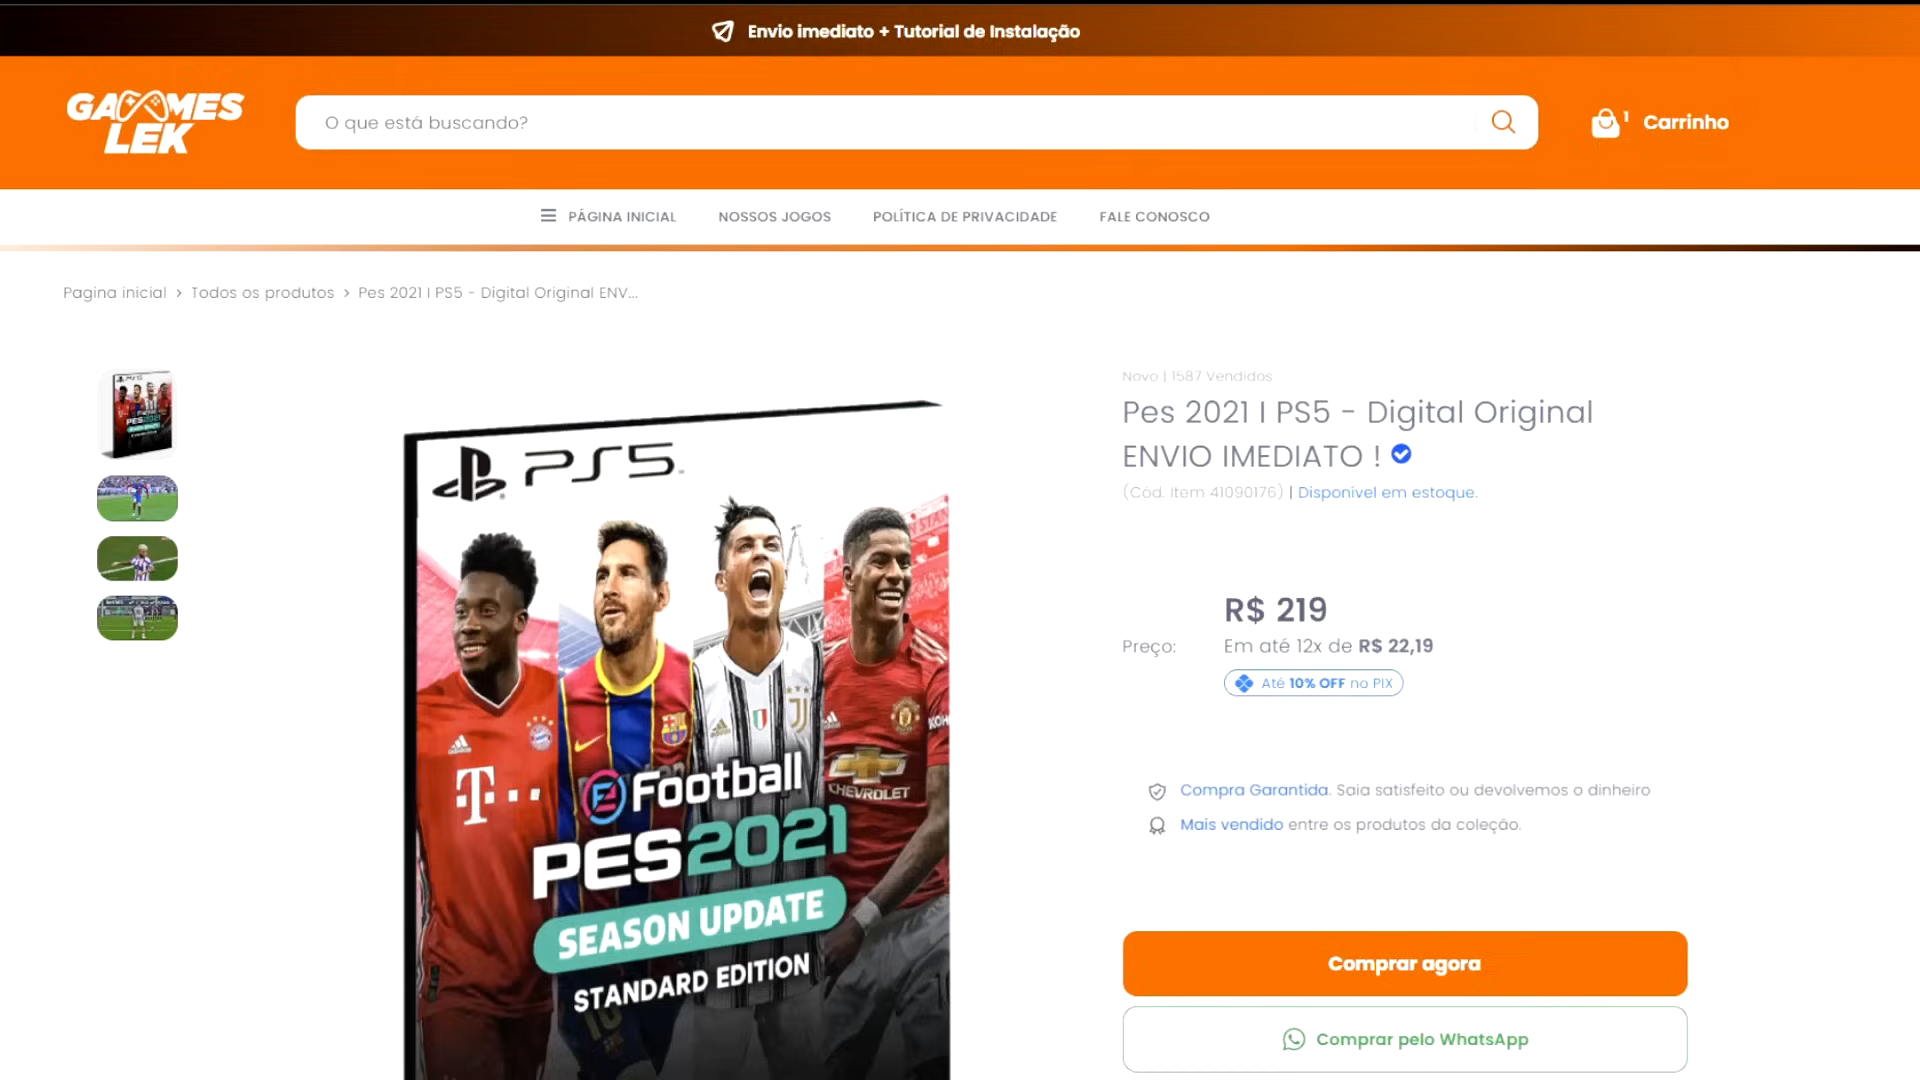 Envio imediato + Tutorial de Instalação
GAMES
LEK
O que está buscando?
1
Carrinho
PÁGINA INICIAL
NOSSOS JOGOS
POLÍTICA DE PRIVACIDADE
FALE CONOSCO
Pagina inicial > Todos os produtos > Pes 2021 I PS5 - Digital Original ENV...
PS5
eFootball
PES2021
SEASON UPDATE
STANDARD EDITION
CHEVROLET
Novo | 1587 Vendidos
Pes 2021 I PS5 - Digital Original
ENVIO IMEDIATO !
(Cód. Item 41090176) | Disponível em estoque.
Preço:
R$ 219
Em até 12x de R$ 22,19
Até 10% OFF no PIX
Compra Garantida. Saia satisfeito ou devolvemos o dinheiro
Mais vendido entre os produtos da coleção.
Comprar agora
Comprar pelo WhatsApp